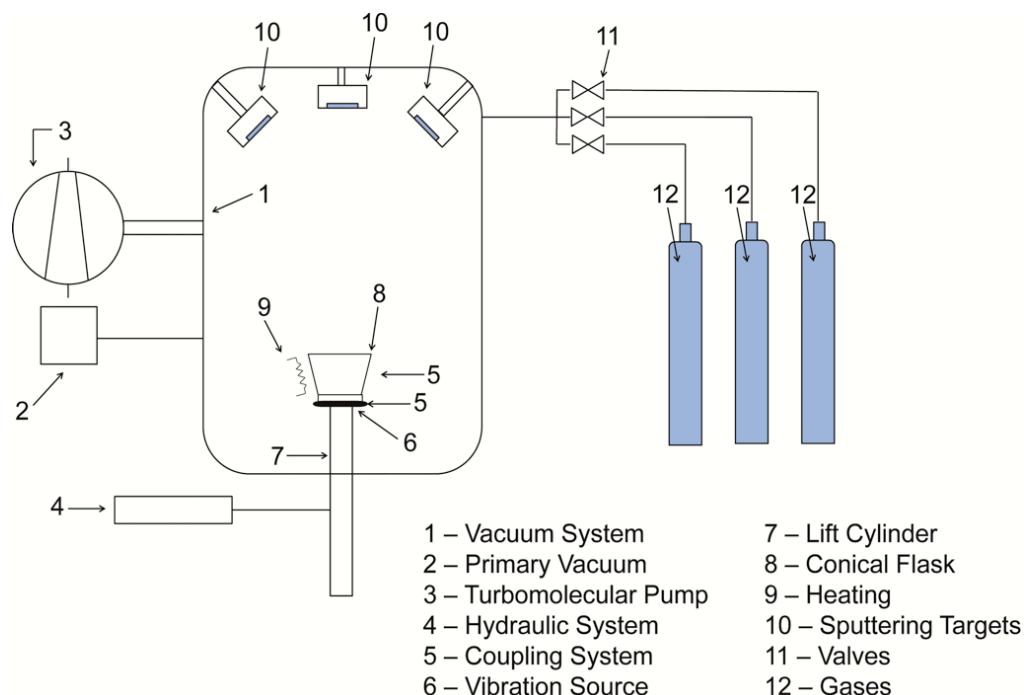 10
10
10
11
3
1
12
12
12
9
8
5
2
5
6
7
4
1 – Vacuum System
2 – Primary Vacuum
3 – Turbomolecular Pump
4 – Hydraulic System
5 – Coupling System
6 – Vibration Source
7 – Lift Cylinder
8 – Conical Flask
9 – Heating
10 – Sputtering Targets
11 – Valves
12 – Gases